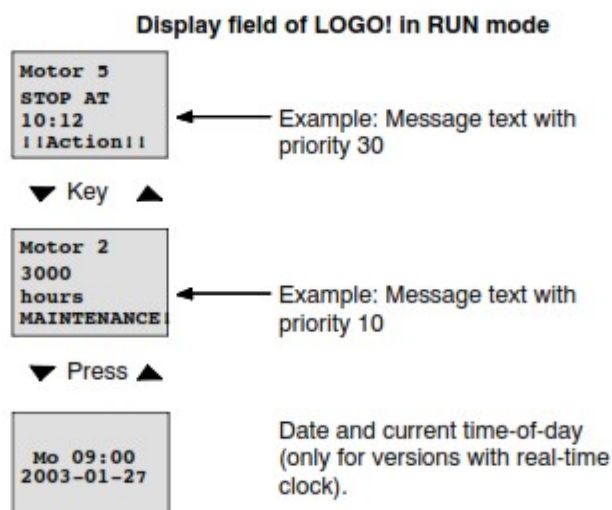 Display field of LOGO! in RUN mode
Motor 5
STOP AT
10:12
!!Action!!
Example: Message text with
priority 30
Key
Motor 2
3000
hours
MAINTENANCE!
Example: Message text with
priority 10
Press
Mo 09:00
2003-01-27
Date and current time-of-day
(only for versions with real-time
clock).